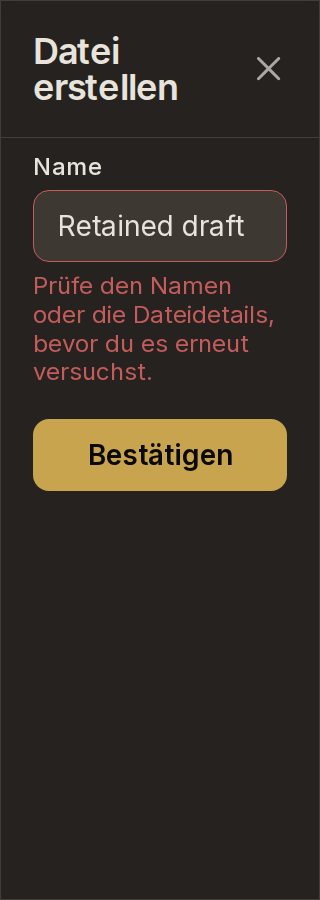 Datei
erstellen
Name
Retained draft
Prüfe den Namen
oder die Dateidetails,
bevor du es erneut
versuchst.
Bestätigen